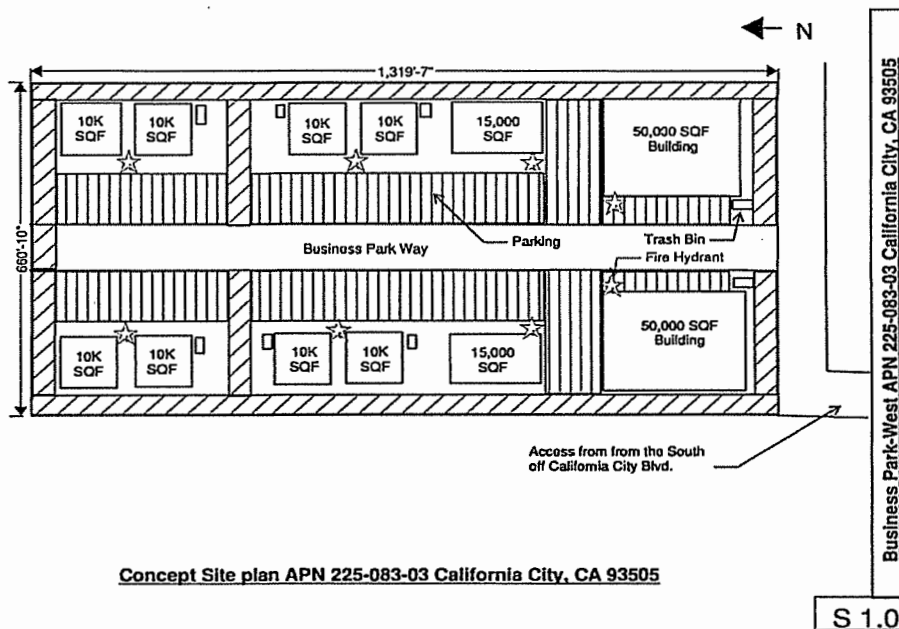 N
1,319'-7"
660'-10"
10K
SQF
10K
SQF
10K
SQF
10K
SQF
15,000
SQF
50,000 SQF
Building
Business Park Way
Parking
Trash Bin
Fire Hydrant
10K
SQF
10K
SQF
10K
SQF
10K
SQF
15,000
SQF
50,000 SQF
Building
Access from from the South
off California City Blvd.
Concept Site plan APN 225-083-03 California City, CA 93505
Business Park-West APN 225-083-03 California City, CA 93505
S 1.0